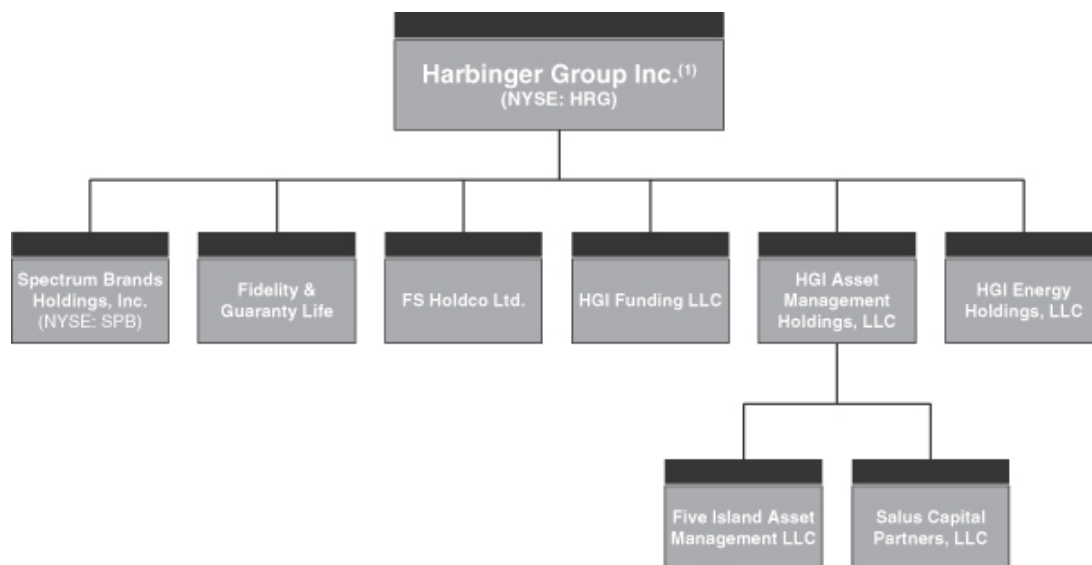 Harbinger Group Inc.(1)
(NYSE: HRG)
Spectrum Brands
Holdings, Inc.
(NYSE: SPB)
Fidelity &
Guaranty Life
FS Holdco Ltd.
HGI Funding LLC
HGI Asset
Management
Holdings, LLC
HGI Energy
Holdings, LLC
Five Island Asset
Management LLC
Salus Capital
Partners, LLC